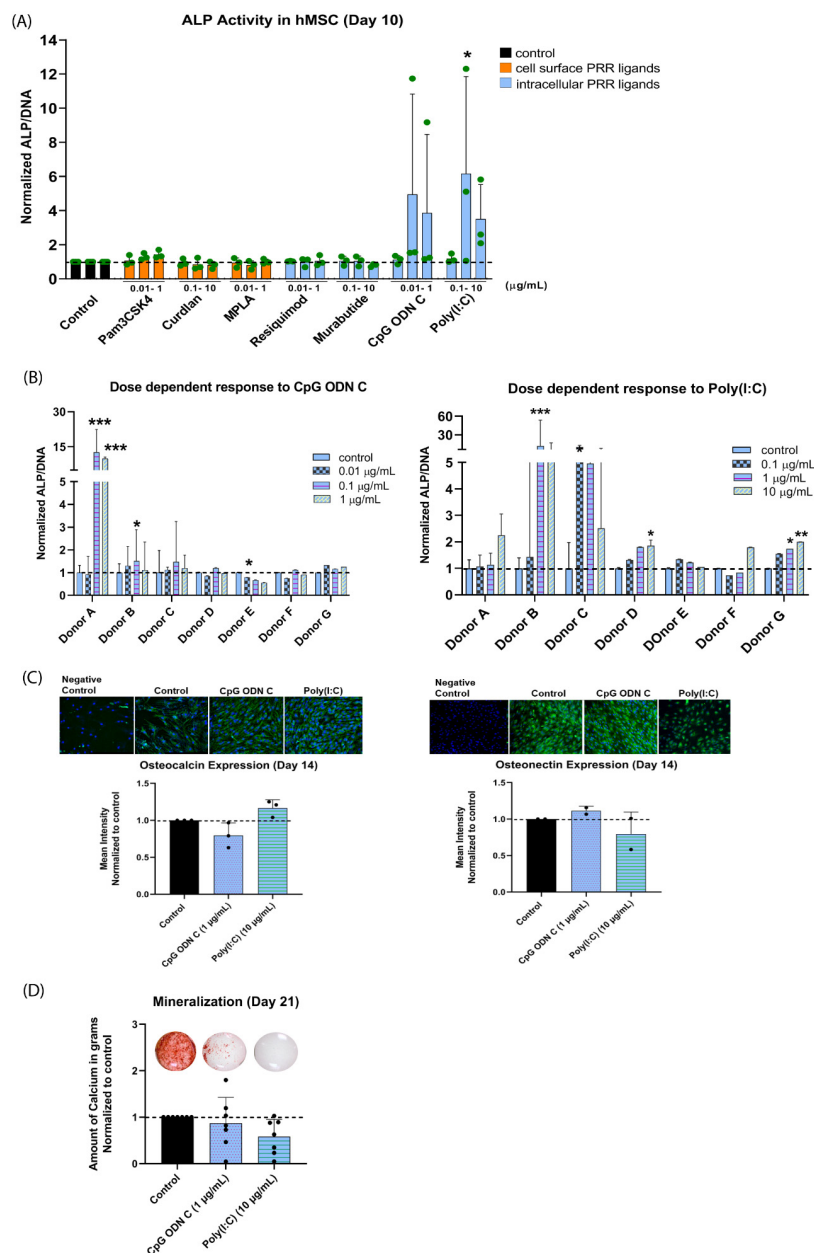 (A)
ALP Activity in hMSC (Day 10)
control
cell surface PRR ligands
intracellular PRR ligands
Normalized ALP/DNA
14
12
10
8
6
4
2
0
*
0.01- 1
0.1- 10
0.01- 1
0.01- 1
0.1- 10
0.01- 1
0.1- 10
(µg/mL)
Control
Pam3CSK4
Curdlan
MPLA
Resiquimod
Murabutide
CpG ODN C
Poly(I:C)
(B)
Dose dependent response to CpG ODN C
Normalized ALP/DNA
30
15
5
4
3
2
1
0
***
***
*
*
control
0.01 µg/mL
0.1 µg/mL
1 µg/mL
Donor A
Donor B
Donor C
Donor D
Donor E
Donor F
Donor G
Dose dependent response to Poly(I:C)
Normalized ALP/DNA
60
30
5
4
3
2
1
0
***
*
*
*
**
control
0.1 µg/mL
1 µg/mL
10 µg/mL
Donor A
Donor B
Donor C
Donor D
DOnor E
Donor F
Donor G
(C)
Negative
Control
Control
CpG ODN C
Poly(I:C)
Osteocalcin Expression (Day 14)
Mean Intensity
Normalized to control
1.5
1.0
0.5
0.0
Control
CpG ODN C (1 µg/mL)
Poly(I:C) (10 µg/mL)
Negative
Control
Control
CpG ODN C
Poly(I:C)
Osteonectin Expression (Day 14)
Mean Intensity
Normalized to control
1.5
1.0
0.5
0.0
Control
CpG ODN C (1 µg/mL)
Poly(I:C) (10 µg/mL)
(D)
Mineralization (Day 21)
Amount of Calcium in grams
Normalized to control
3
2
1
0
Control
CpG ODN C (1 µg/mL)
Poly(I:C) (10 µg/mL)